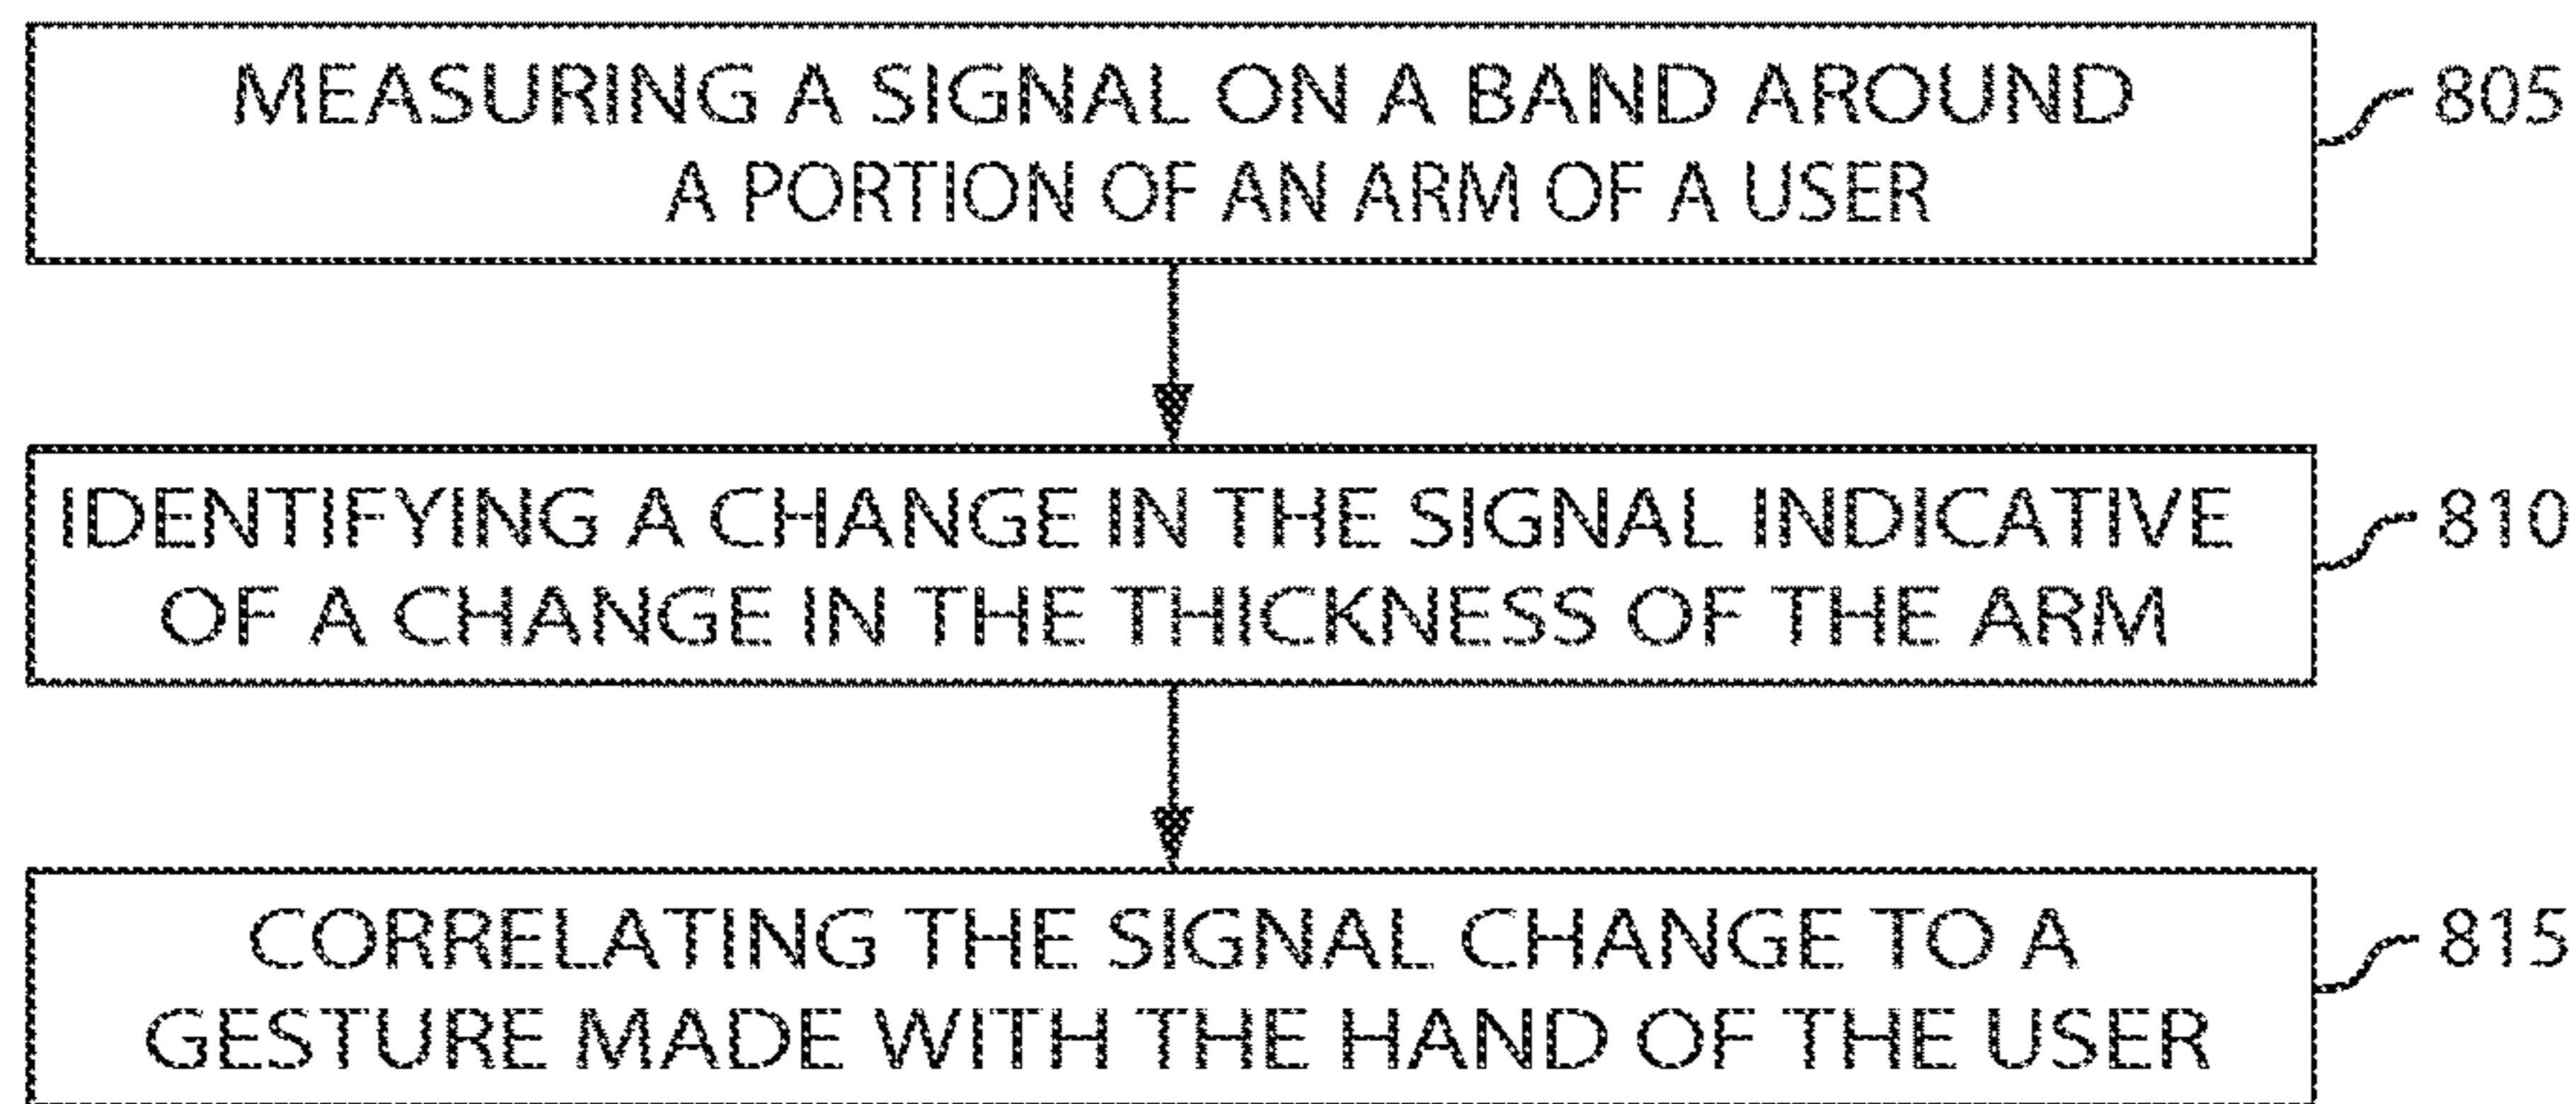 MEASURING A SIGNAL ON A BAND AROUND
A PORTION OF AN ARM OF A USER
805
IDENTIFYING A CHANGE IN THE SIGNAL INDICATIVE
OF A CHANGE IN THE THICKNESS OF THE ARM
810
CORRELATING THE SIGNAL CHANGE TO A
GESTURE MADE WITH THE HAND OF THE USER
815